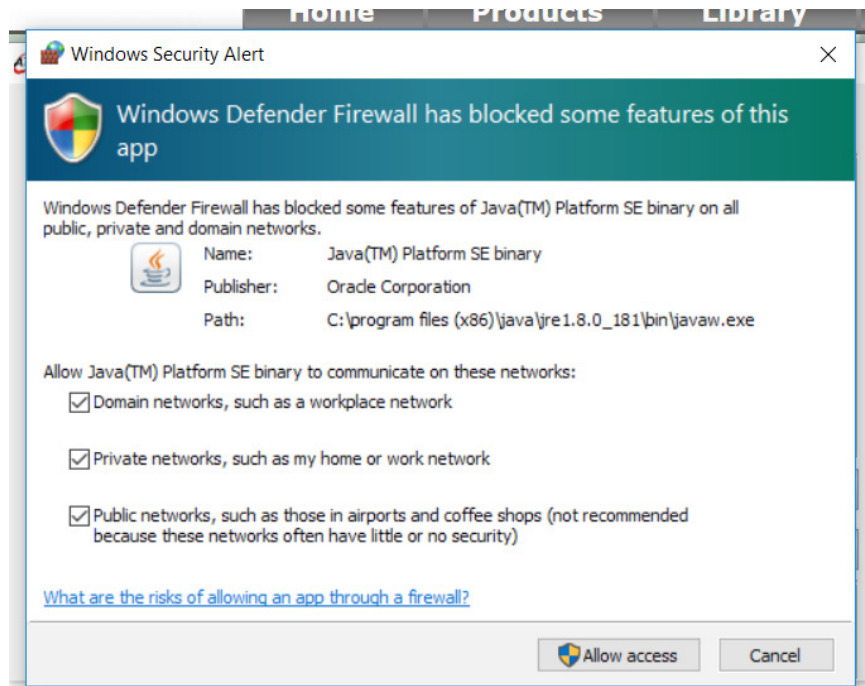 Home Products Library
Windows Security Alert
Windows Defender Firewall has blocked some features of this
app
Windows Defender Firewall has blocked some features of Java(TM) Platform SE binary on all
public, private and domain networks.
Name: Java(TM) Platform SE binary
Publisher: Oracle Corporation
Path: C:\program files (x86)\java\jre1.8.0_181\bin\javaw.exe
Allow Java(TM) Platform SE binary to communicate on these networks:
Domain networks, such as a workplace network
Private networks, such as my home or work network
Public networks, such as those in airports and coffee shops (not recommended
because these networks often have little or no security)
What are the risks of allowing an app through a firewall?
Allow access Cancel